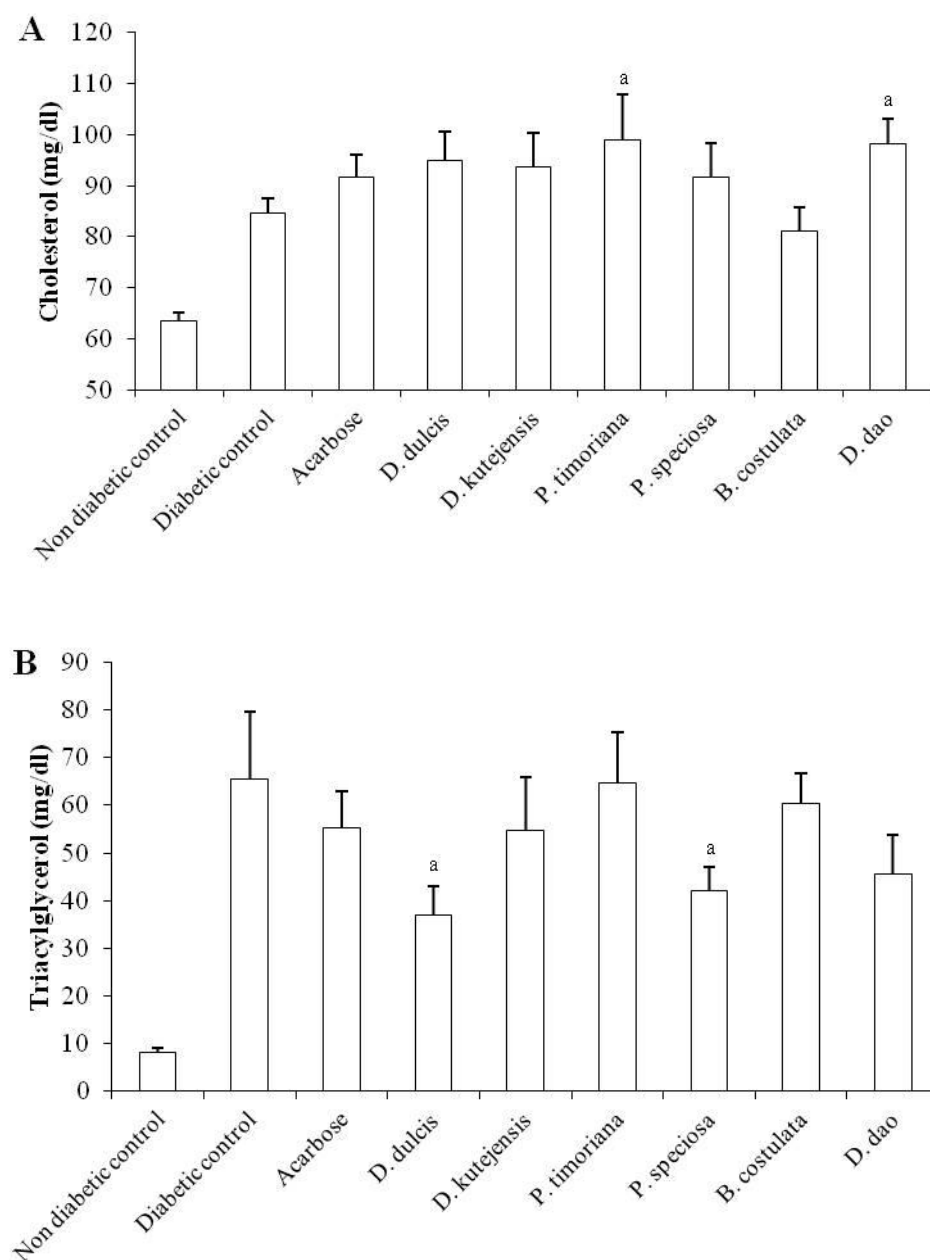 A
Cholesterol (mg/dl)
120
110
100
90
80
70
60
50
a
a
Non diabetic control
Diabetic control
Acarbose
D. dulcis
D. kutejensis
P. timoriana
P. speciosa
B. costulata
D. dao
B
Triacylglycerol (mg/dl)
90
80
70
60
50
40
30
20
10
0
a
a
Non diabetic control
Diabetic control
Acarbose
D. dulcis
D. kutejensis
P. timoriana
P. speciosa
B. costulata
D. dao